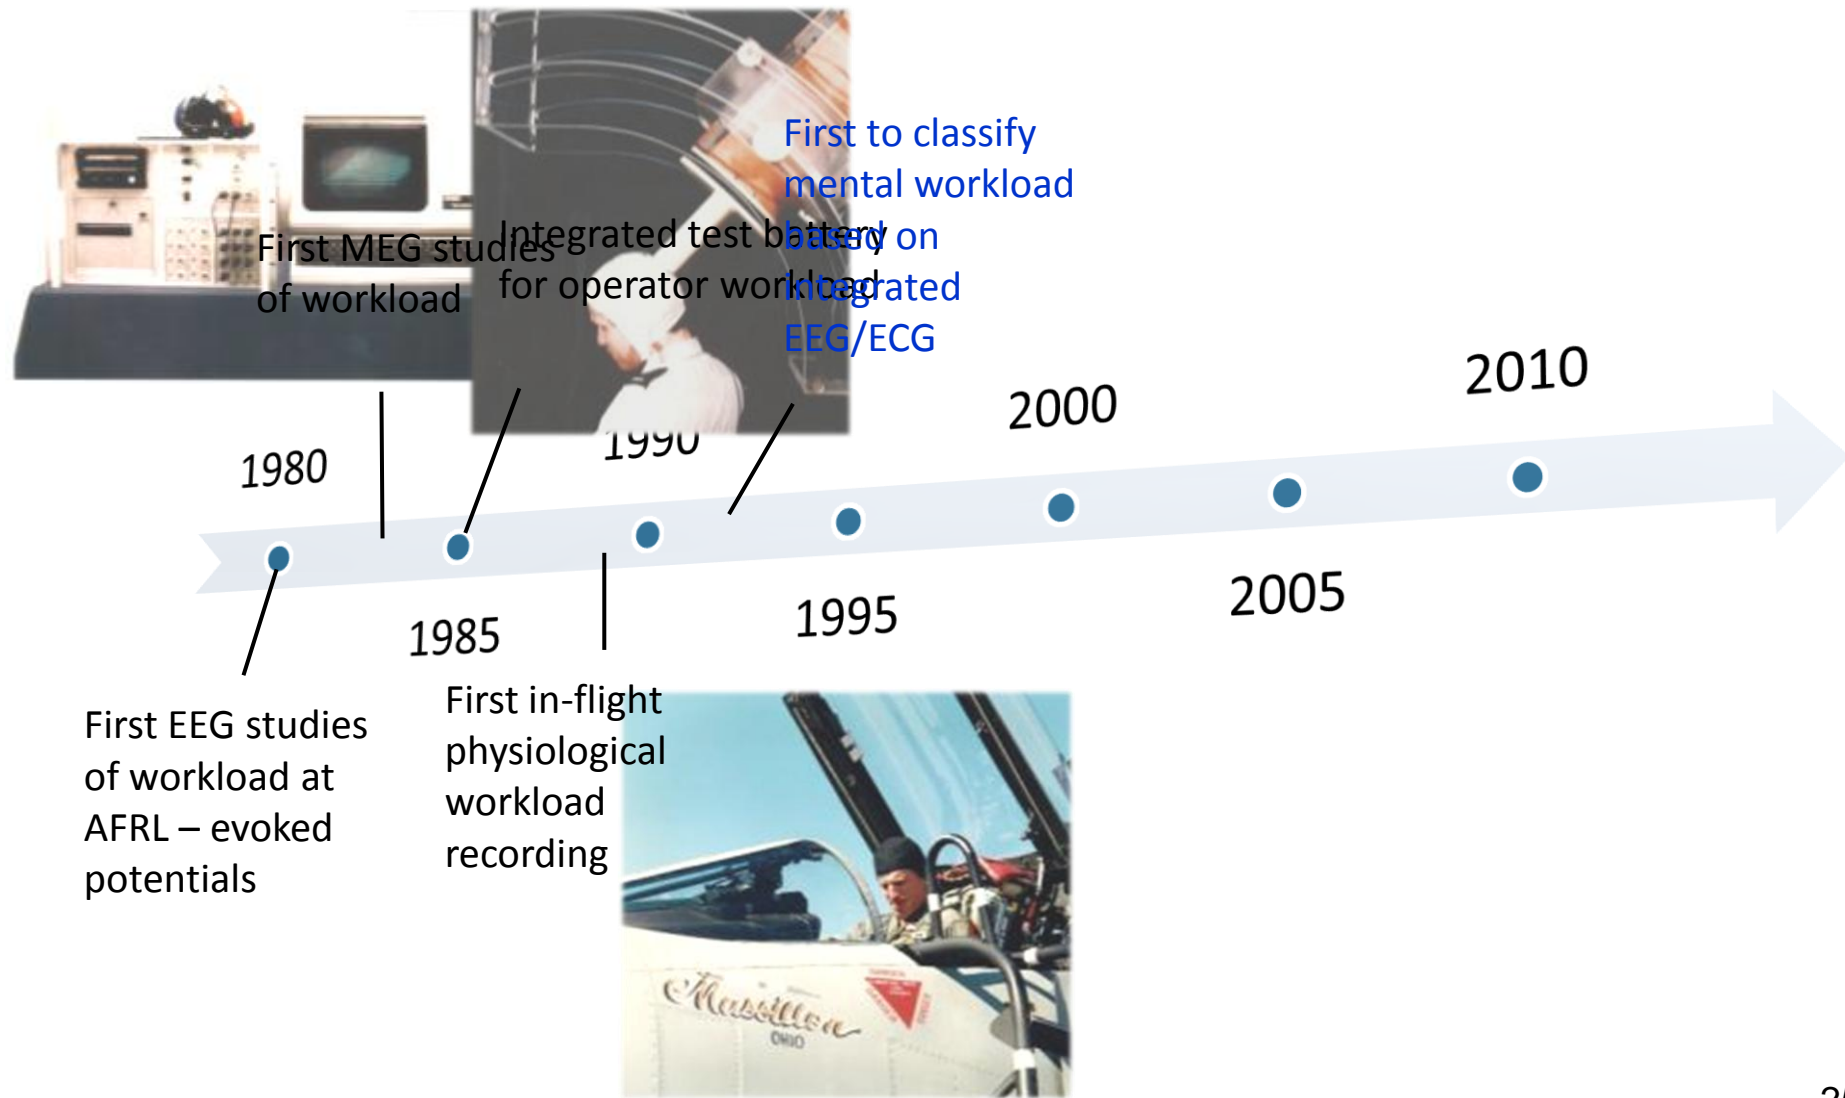 First to classify
mental workload
based on
integrated
EEG/ECG
First MEG studies
of workload
Integrated test battery
for operator workload
1980
1990
2000
2010
1985
1995
2005
First EEG studies
of workload at
AFRL – evoked
potentials
First in-flight
physiological
workload
recording
Massillon
OHIO